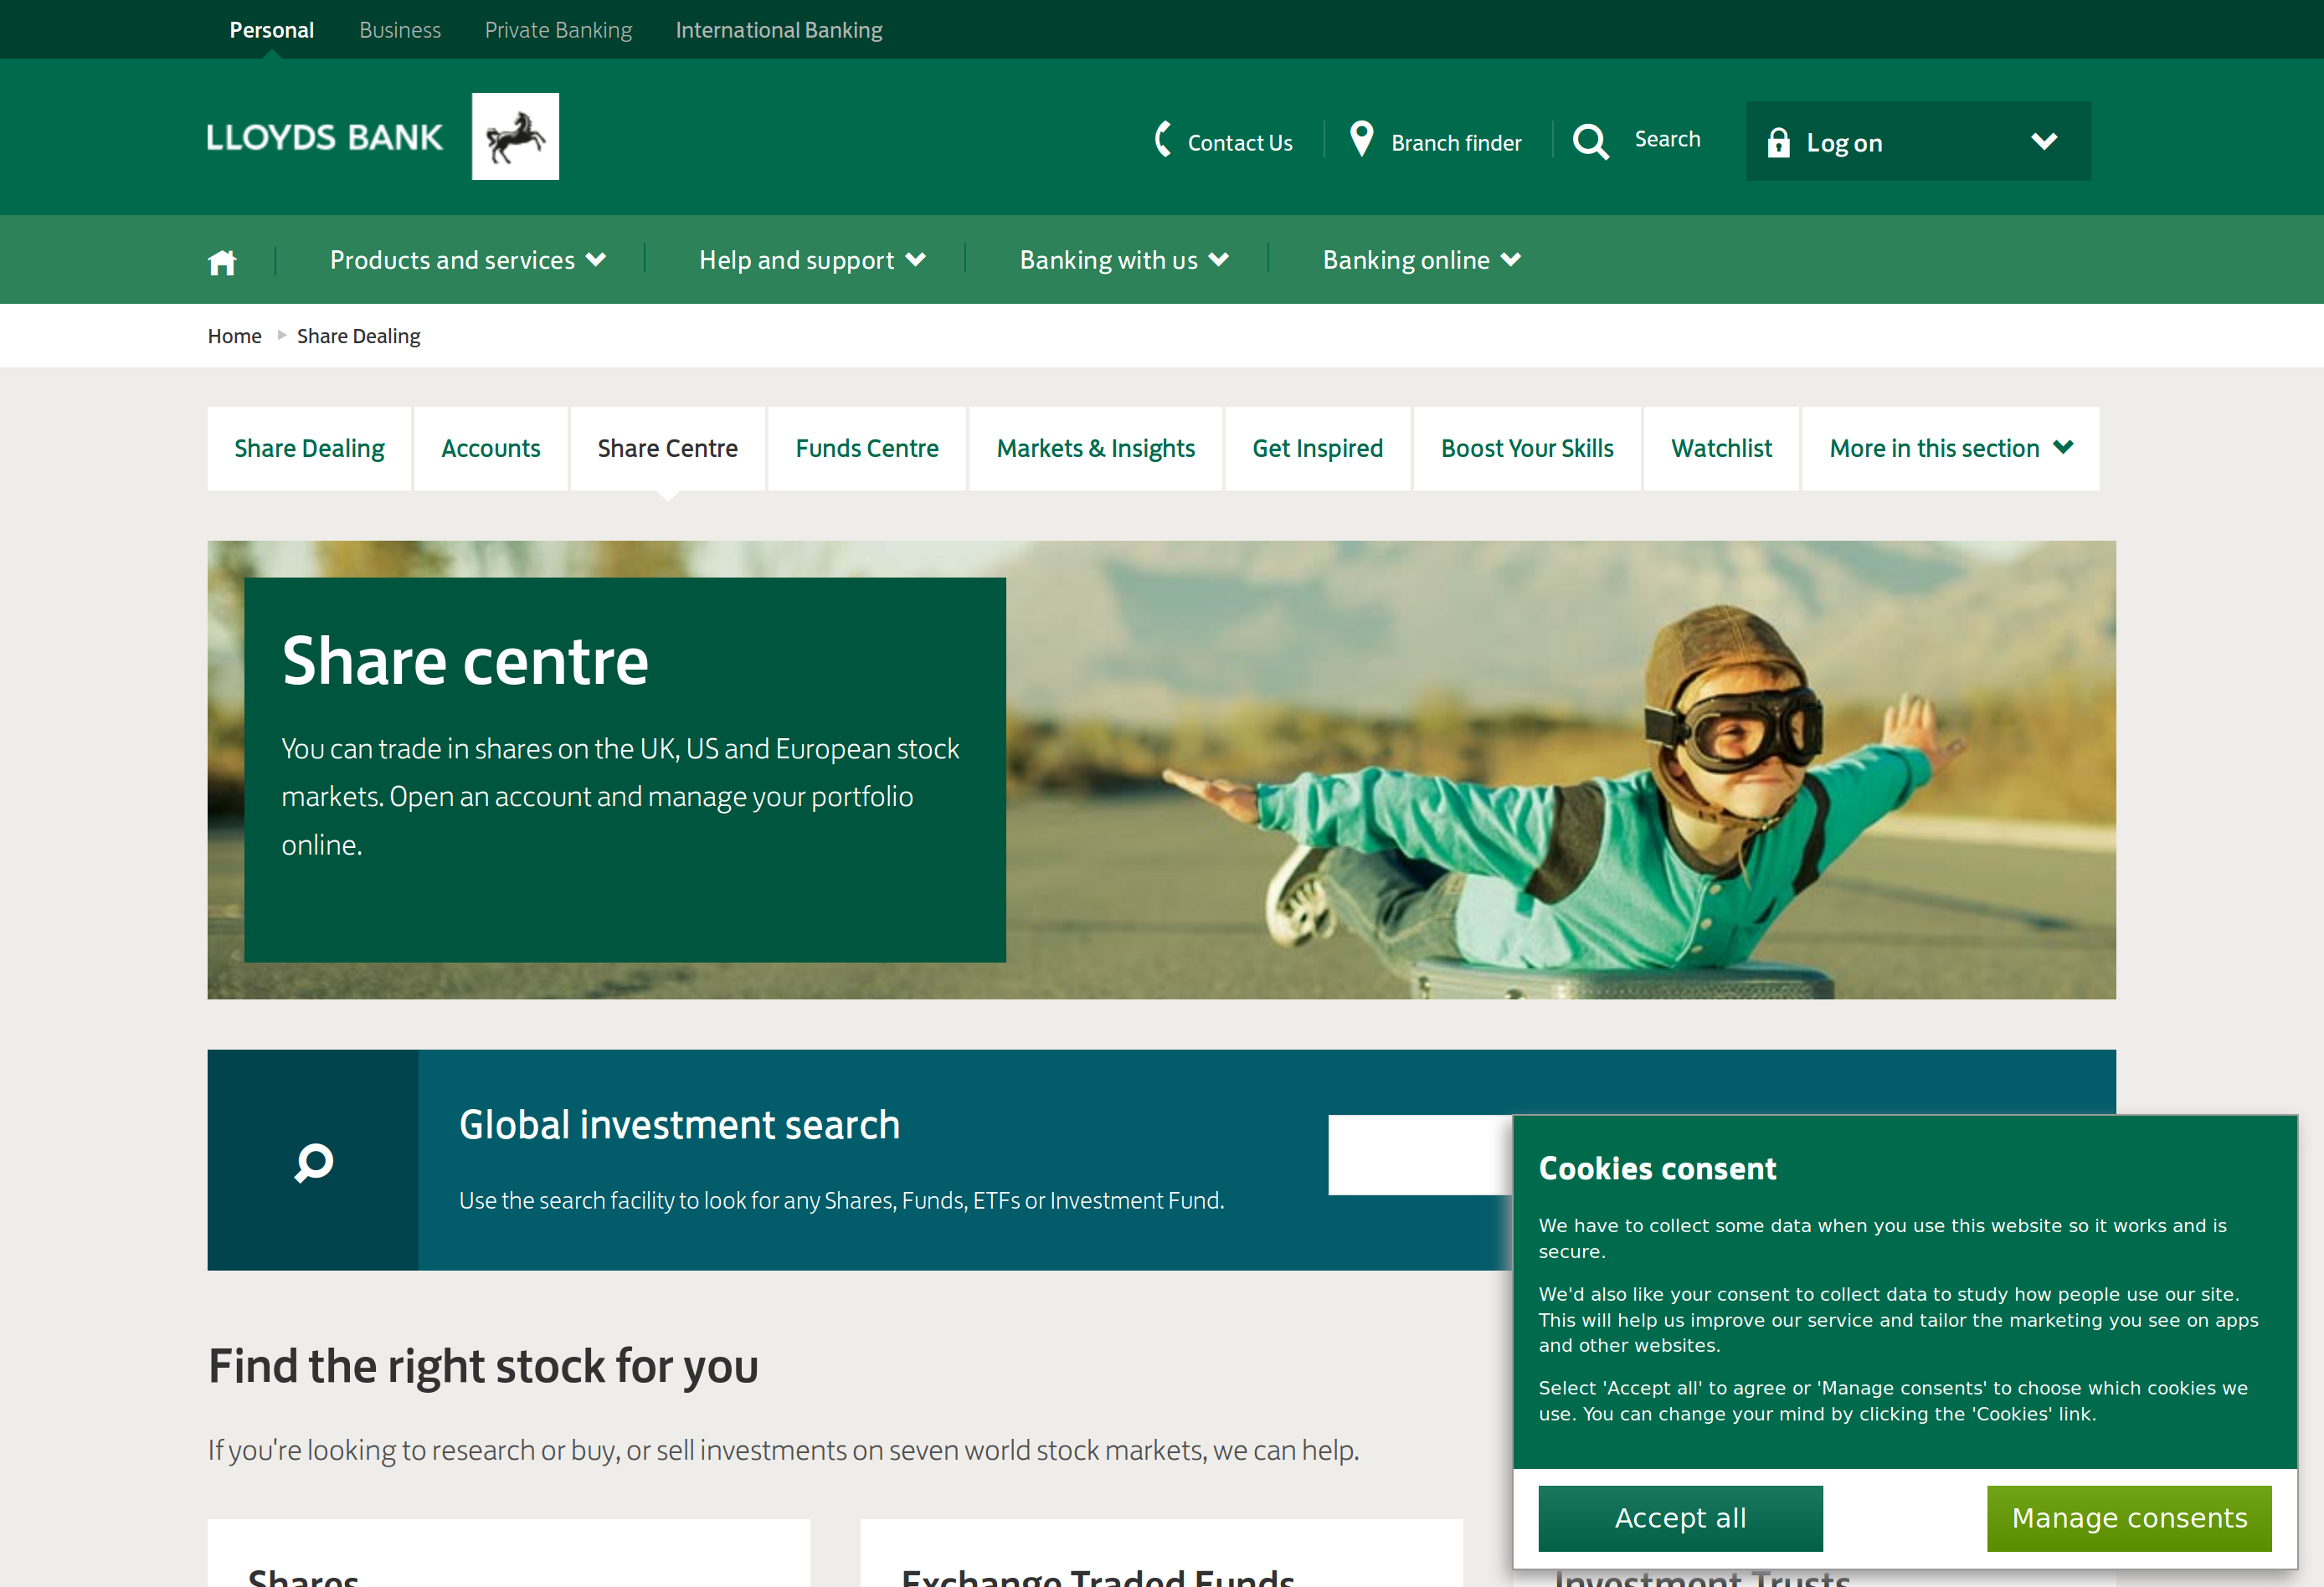 Personal Business Private Banking International Banking
LLOYDS BANK
Contact Us Branch finder Search Log on
Products and services Help and support Banking with us Banking online
Home Share Dealing
Share Dealing Accounts Share Centre Funds Centre Markets & Insights Get Inspired Boost Your Skills Watchlist More in this section
Share centre
You can trade in shares on the UK, US and European stock
markets. Open an account and manage your portfolio
online.
Global investment search
Use the search facility to look for any Shares, Funds, ETFs or Investment Fund.
Find the right stock for you
If you're looking to research or buy, or sell investments on seven world stock markets, we can help.
Shares
Exchange Traded Funds
Investment Trusts
Cookies consent
We have to collect some data when you use this website so it works and is
secure.
We'd also like your consent to collect data to study how people use our site.
This will help us improve our service and tailor the marketing you see on apps
and other websites.
Select 'Accept all' to agree or 'Manage consents' to choose which cookies we
use. You can change your mind by clicking the 'Cookies' link.
Accept all Manage consents